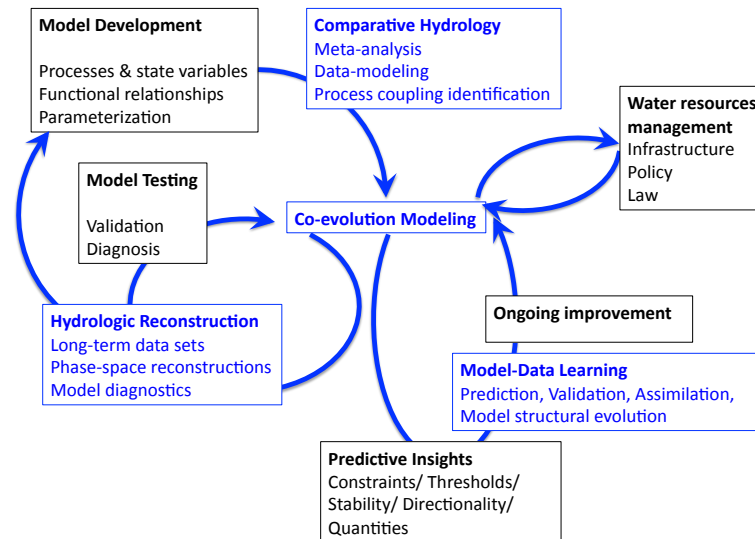 Model Development
Processes & state variables
Functional relationships
Parameterization
Comparative Hydrology
Meta-analysis
Data-modeling
Process coupling identification
Water resources
management
Infrastructure
Policy
Law
Model Testing
Validation
Diagnosis
Co-evolution Modeling
Hydrologic Reconstruction
Long-term data sets
Phase-space reconstructions
Model diagnostics
Ongoing improvement
Model-Data Learning
Prediction, Validation, Assimilation,
Model structural evolution
Predictive Insights
Constraints/ Thresholds/
Stability/ Directionality/
Quantities